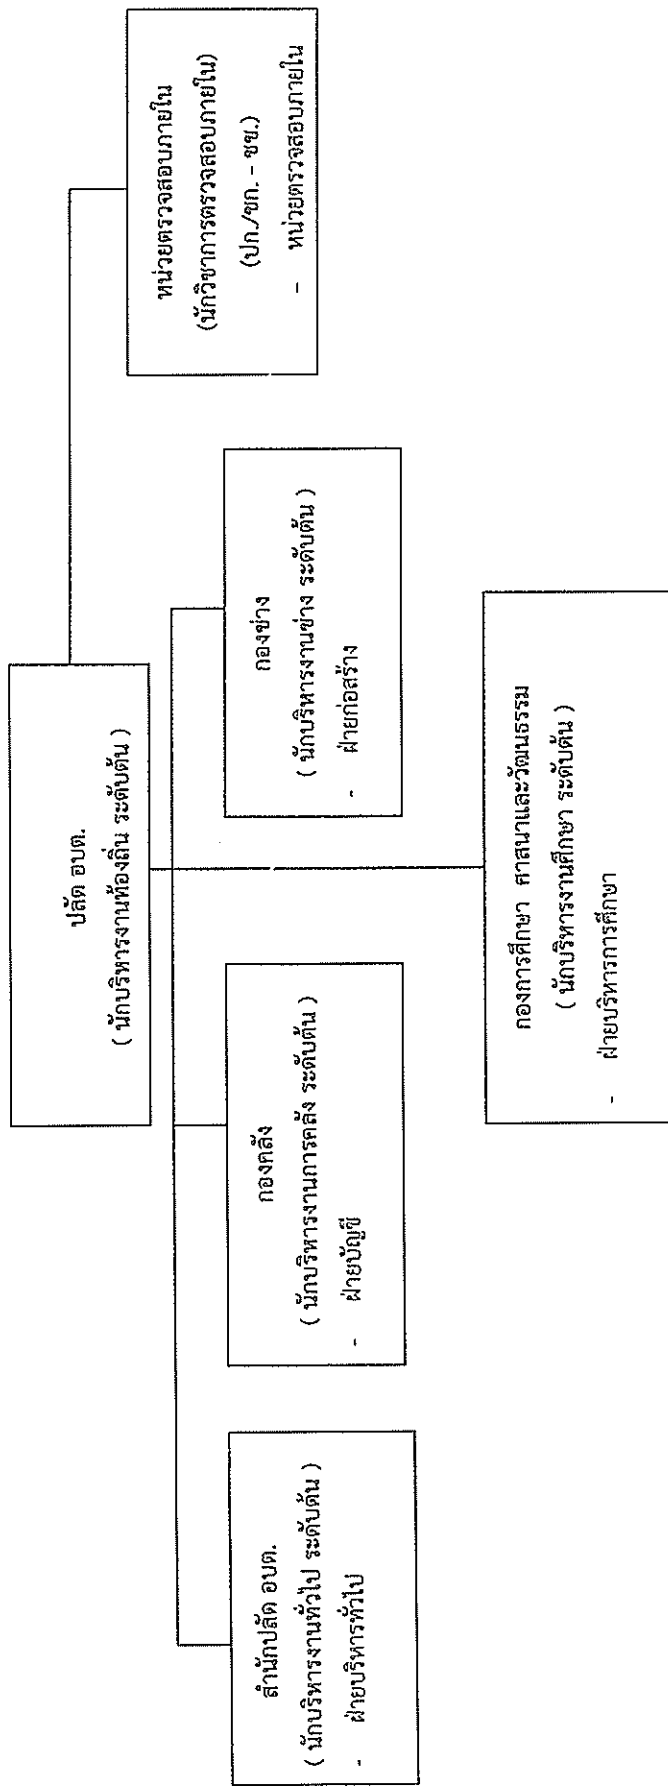 ปลัด อบต.
( นักบริหารงานท้องถิ่น ระดับต้น )
หน่วยตรวจสอบภายใน
(นักวิชาการตรวจสอบภายใน)
(ปก./ชก. - ชช.)
- หน่วยตรวจสอบภายใน
สำนักปลัด อบต.
( นักบริหารงานทั่วไป ระดับต้น )
- ฝ่ายบริหารทั่วไป
กองคลัง
( นักบริหารงานการคลัง ระดับต้น )
- ฝ่ายบัญชี
กองช่าง
( นักบริหารงานช่าง ระดับต้น )
- ฝ่ายก่อสร้าง
กองการศึกษา ศาสนาและวัฒนธรรม
( นักบริหารงานศึกษา ระดับต้น )
- ฝ่ายบริหารการศึกษา